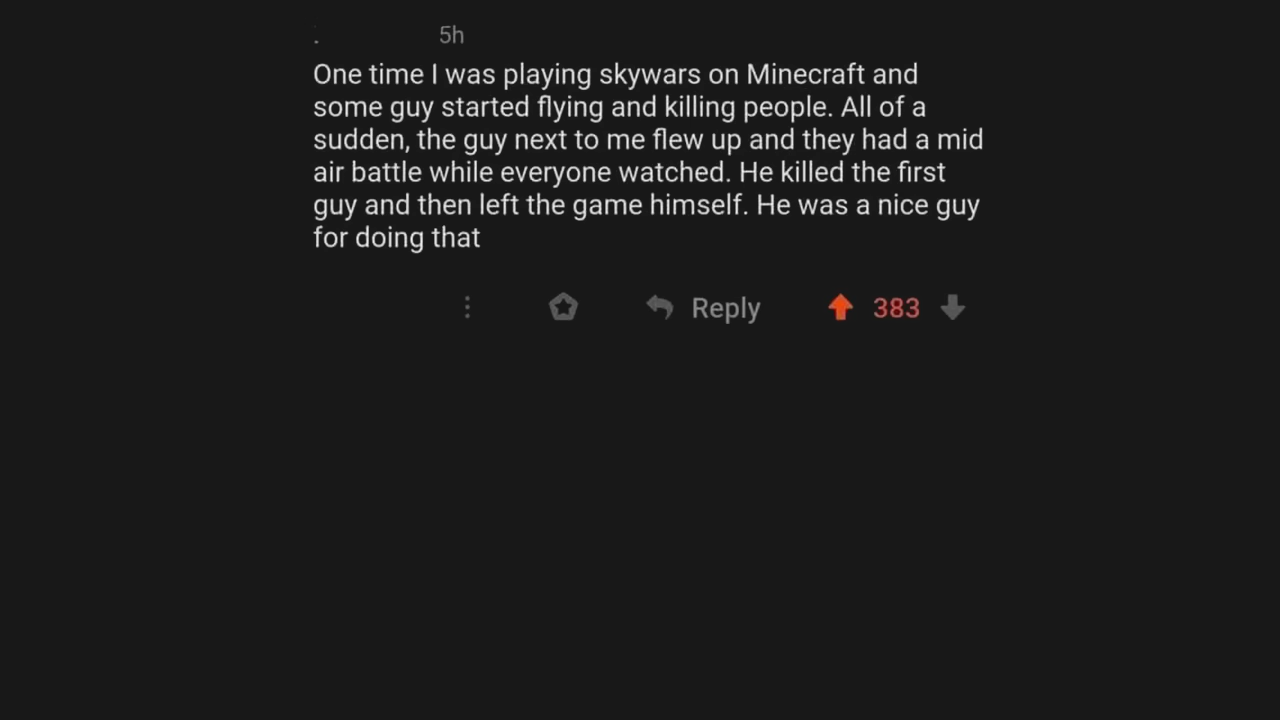 5h
One time I was playing skywars on Minecraft and
some guy started flying and killing people. All of a
sudden, the guy next to me flew up and they had a mid
air battle while everyone watched. He killed the first
guy and then left the game himself. He was a nice guy
for doing that
Reply 383